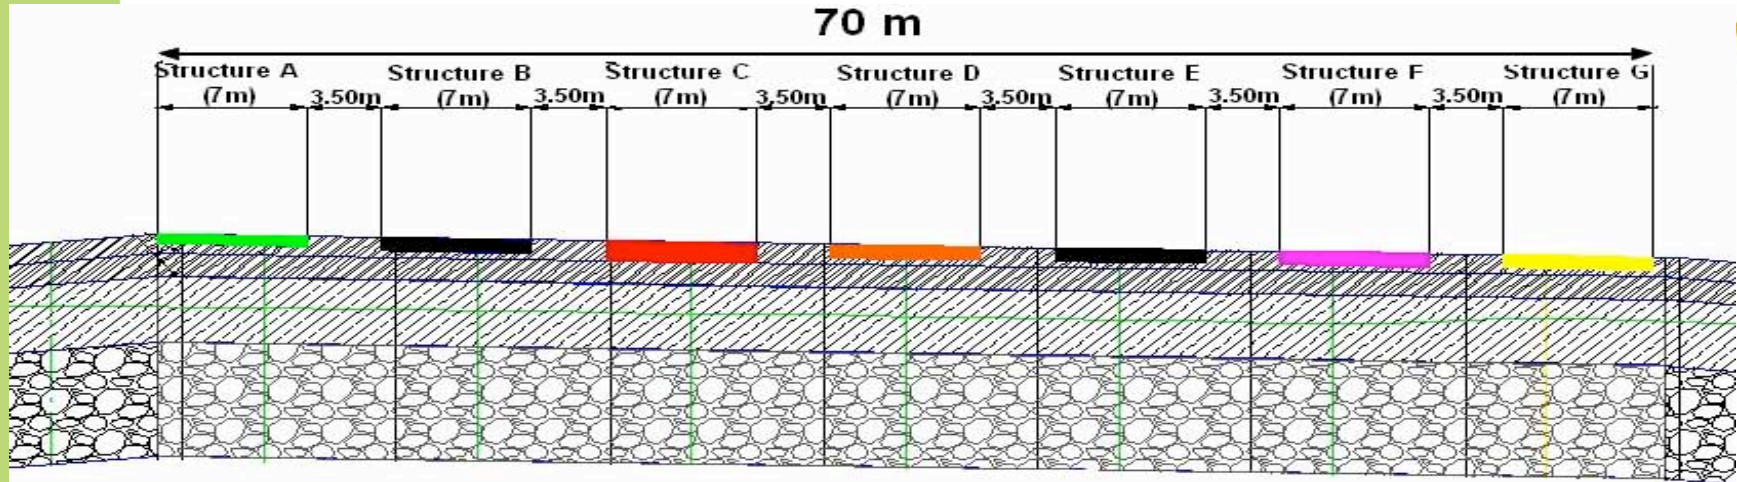 70 m
Structure A Structure B Structure C Structure D Structure E Structure F Structure G
(7m) 3.50m (7m) 3.50m (7m) 3,50m (7m) 3.50m (7m) 3.50m (7m) 3.50m (7m)